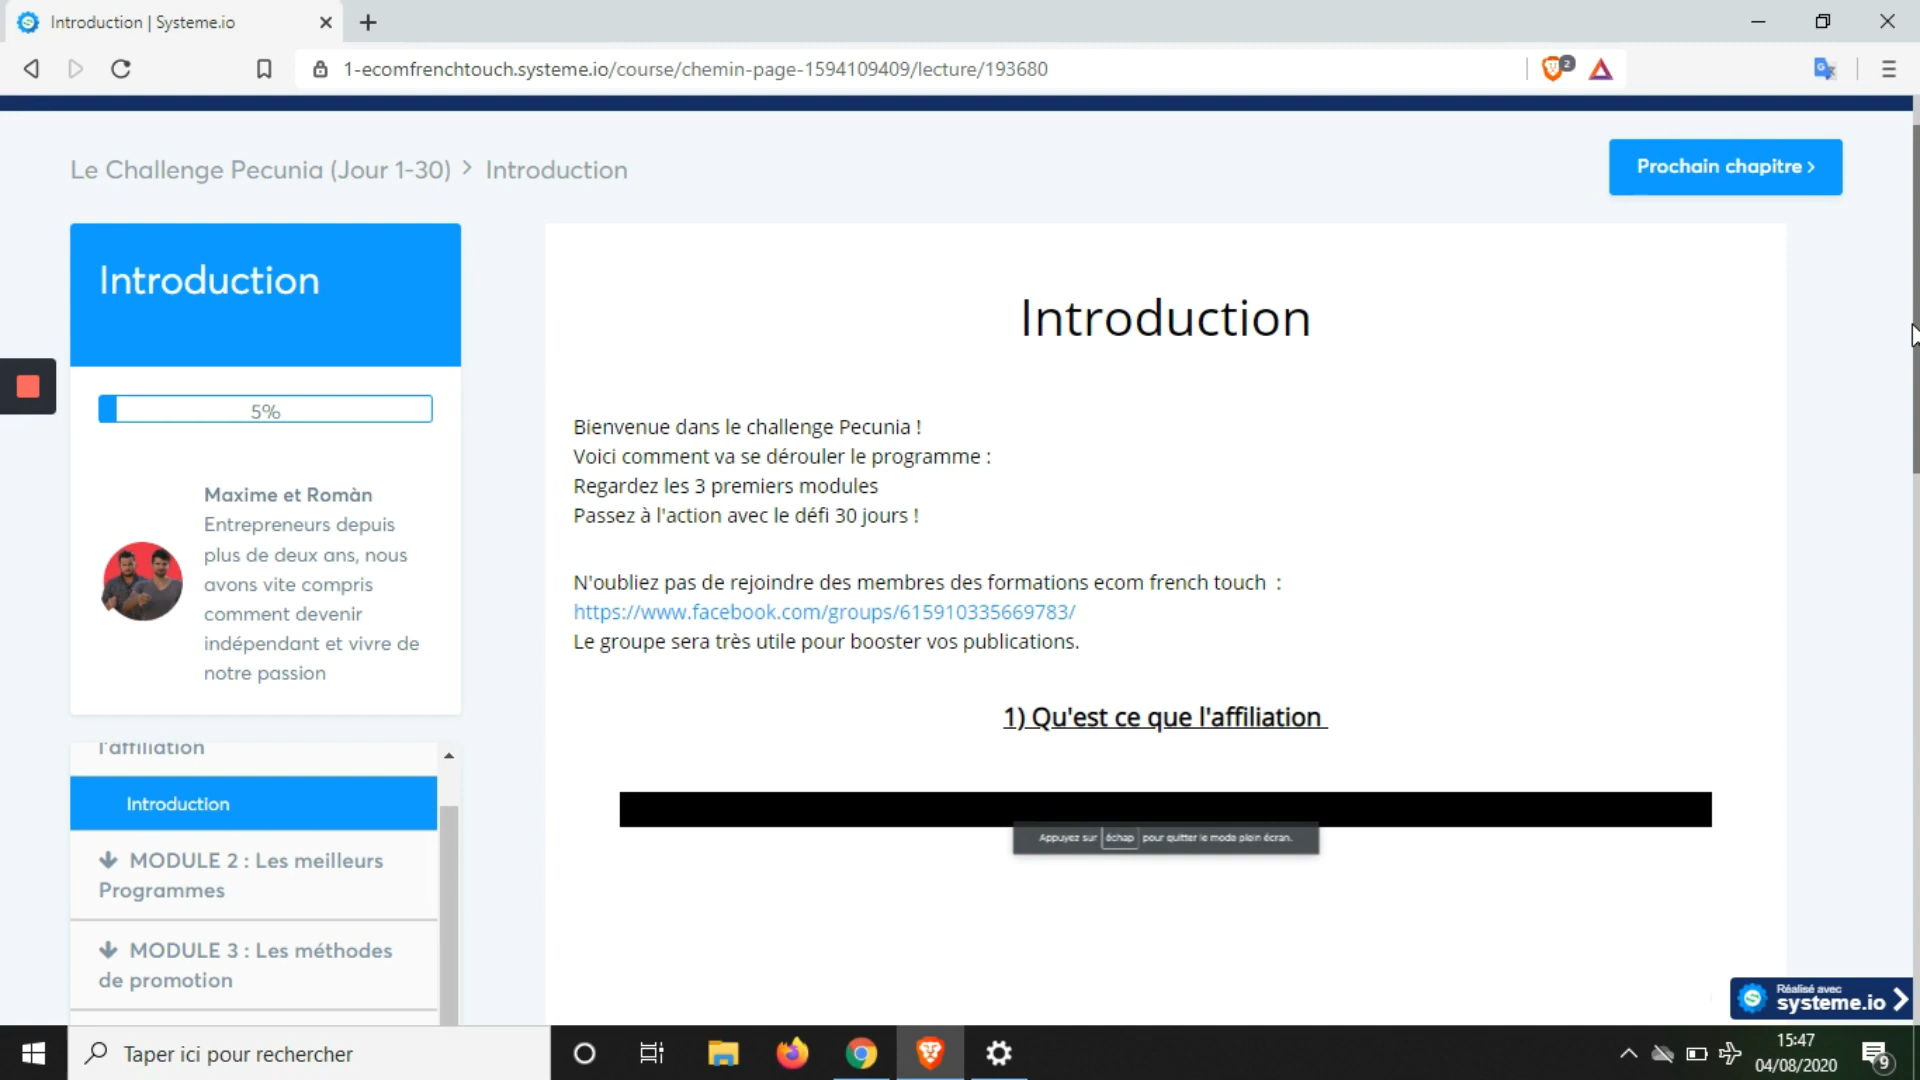 Introduction | Systeme.io
1-ecomfrenchtouch.systeme.io/course/chemin-page-1594109409/lecture/193680
2
Le Challenge Pecunia (Jour 1-30) > Introduction
Prochain chapitre >
Introduction
5%
Maxime et Romàn
Entrepreneurs depuis
plus de deux ans, nous
avons vite compris
comment devenir
indépendant et vivre de
notre passion
l'affiliation
Introduction
MODULE 2 : Les meilleurs
Programmes
MODULE 3 : Les méthodes
de promotion
Introduction
Bienvenue dans le challenge Pecunia !
Voici comment va se dérouler le programme :
Regardez les 3 premiers modules
Passez à l'action avec le défi 30 jours !
N'oubliez pas de rejoindre des membres des formations ecom french touch :
https://www.facebook.com/groups/615910335669783/
Le groupe sera très utile pour booster vos publications.
1) Qu'est ce que l'affiliation
Appuyez sur échap pour quitter le mode plein écran.
Réalisé avec
systeme.io
Taper ici pour rechercher
15:47
04/08/2020
9